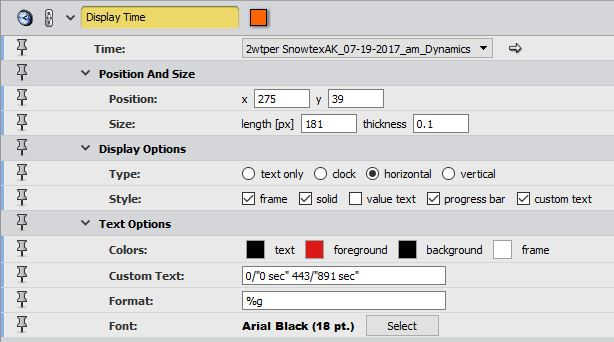 Display Time
Time: 2wtper SnowtexAK_07-19-2017_am_Dynamics
Position And Size
Position: x 275 y 39
Size: length [px] 181 thickness 0.1
Display Options
Type: text only clock horizontal vertical
Style: frame solid value text progress bar custom text
Text Options
Colors: text foreground background frame
Custom Text: 0/"0 sec" 443/"891 sec"
Format: %g
Font: Arial Black (18 pt.) Select